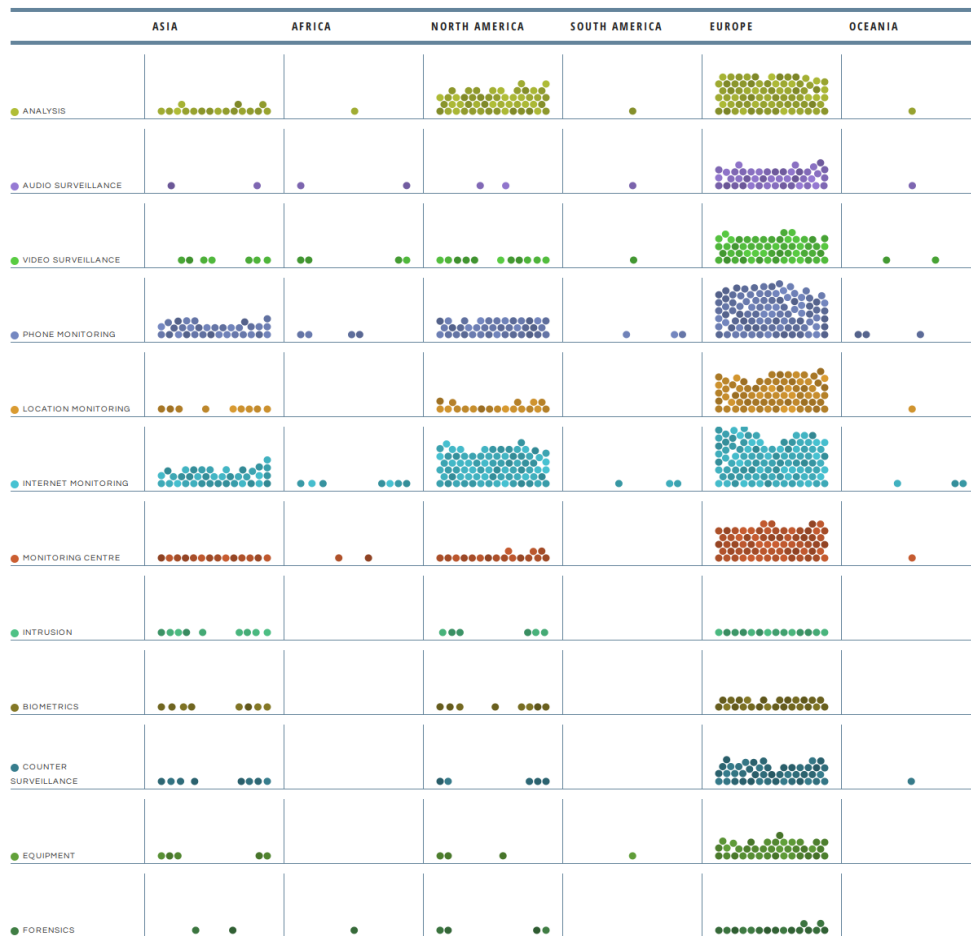 ASIA AFRICA NORTH AMERICA SOUTH AMERICA EUROPE OCEANIA
ANALYSIS
AUDIO SURVEILLANCE
VIDEO SURVEILLANCE
PHONE MONITORING
LOCATION MONITORING
INTERNET MONITORING
MONITORING CENTRE
INTRUSION
BIOMETRICS
COUNTER
SURVEILLANCE
EQUIPMENT
FORENSICS